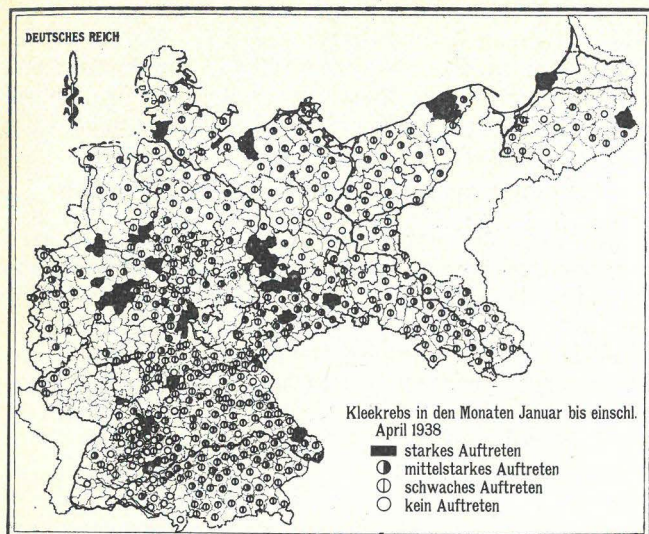 DEUTSCHES REICH
Kleekrebs in den Monaten Januar bis einschl.
April 1938
starkes Auftreten
mittelstarkes Auftreten
schwaches Auftreten
kein Auftreten